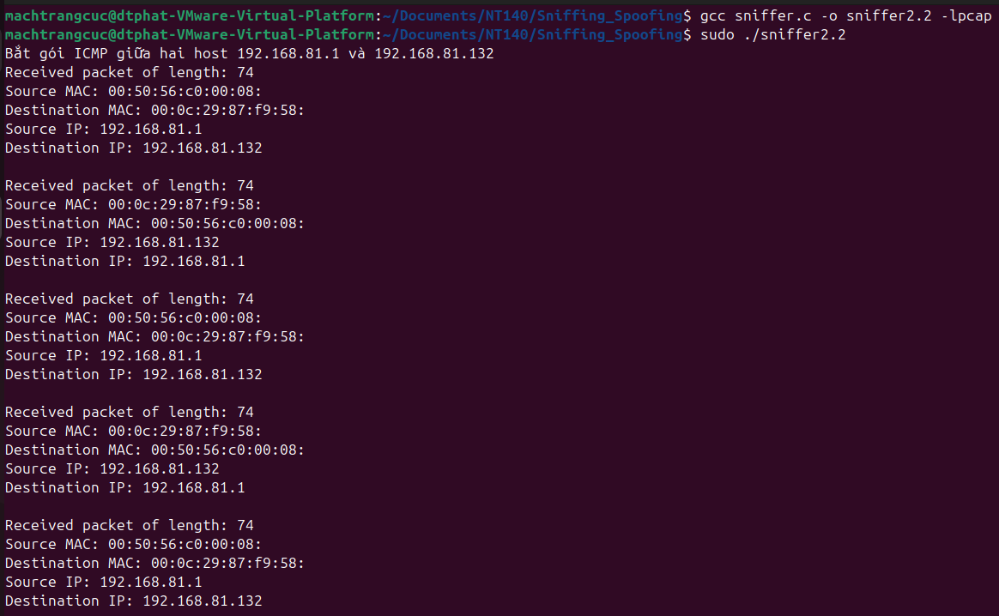 machtrangcuc@dtphat-VMware-Virtual-Platform:~/Documents/NT140/Sniffing_Spoofing$ gcc sniffer.c -o sniffer2.2 -lpcap
machtrangcuc@dtphat-VMware-Virtual-Platform:~/Documents/NT140/Sniffing_Spoofing$ sudo ./sniffer2.2
Bắt gói ICMP giữa hai host 192.168.81.1 và 192.168.81.132
Received packet of length: 74
Source MAC: 00:50:56:c0:00:08:
Destination MAC: 00:0c:29:87:f9:58:
Source IP: 192.168.81.1
Destination IP: 192.168.81.132

Received packet of length: 74
Source MAC: 00:0c:29:87:f9:58:
Destination MAC: 00:50:56:c0:00:08:
Source IP: 192.168.81.132
Destination IP: 192.168.81.1

Received packet of length: 74
Source MAC: 00:50:56:c0:00:08:
Destination MAC: 00:0c:29:87:f9:58:
Source IP: 192.168.81.1
Destination IP: 192.168.81.132

Received packet of length: 74
Source MAC: 00:0c:29:87:f9:58:
Destination MAC: 00:50:56:c0:00:08:
Source IP: 192.168.81.132
Destination IP: 192.168.81.1

Received packet of length: 74
Source MAC: 00:50:56:c0:00:08:
Destination MAC: 00:0c:29:87:f9:58:
Source IP: 192.168.81.1
Destination IP: 192.168.81.132